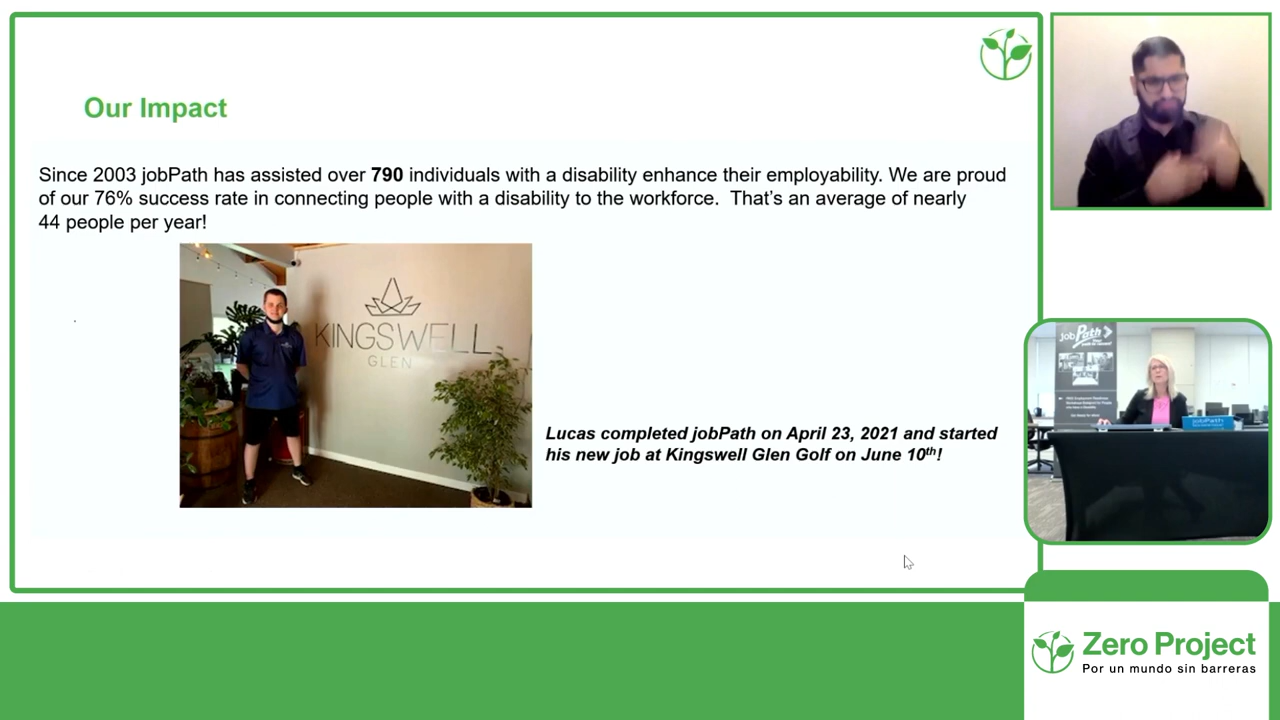 Our Impact
Since 2003 jobPath has assisted over 790 individuals with a disability enhance their employability. We are proud
of our 76% success rate in connecting people with a disability to the workforce. That's an average of nearly
44 people per year!
KINGSWELL
GLEN
Lucas completed jobPath on April 23, 2021 and started
his new job at Kingswell Glen Golf on June 10th!
jobPath
jobPath
Zero Project
Por un mundo sin barreras